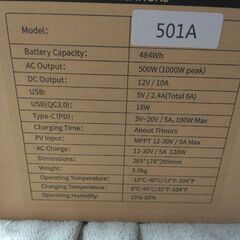 Model: 501A
Battery Capacity: 484Wh
AC Output: 500W (1000W peak)
DC Output: 12V / 10A
USB: 5V / 2.4A(Total 6A)
USB(QC3.0): 18W
Type-C (PD): 5V~20V / 5A, 100W Max
Charging Time: About 7Hours
PV Input: MPPT 12-30V / 5A Max
AC Charge: 12-30V / 5A 120W
Dimensions: 269*178*205mm
Weight: 5.0kg
Operating Temperature: -10°C-40°C/14°F-104°F
Charging Temperature: 0°C-40°C/32°F-104°F
Operating Humidity: 15%-85%